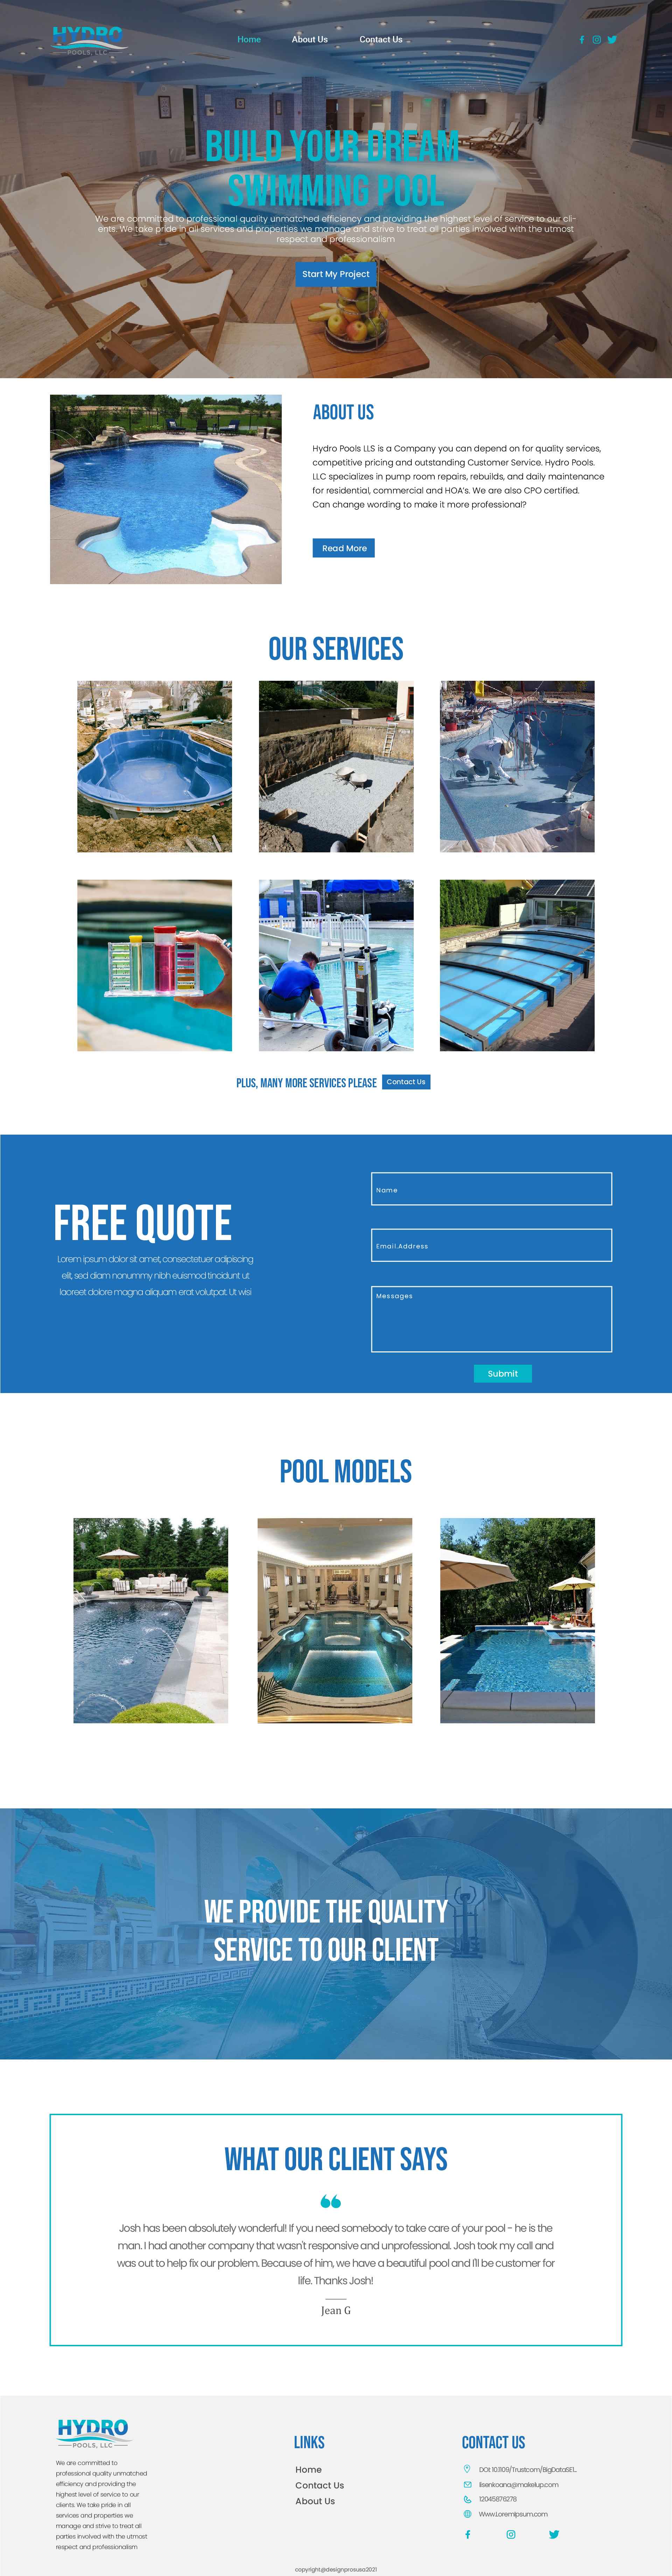 HYDRO
POOLS, LLC
Home About Us Contact Us
BUILD YOUR DREAM
SWIMMING POOL
We are committed to professional quality unmatched efficiency and providing the highest level of service to our cli-
ents. We take pride in all services and properties we manage and strive to treat all parties involved with the utmost
respect and professionalism
Start My Project
ABOUT US
Hydro Pools LLS is a Company you can depend on for quality services,
competitive pricing and outstanding Customer Service. Hydro Pools.
LLC specializes in pump room repairs, rebuilds, and daily maintenance
for residential, commercial and HOA's. We are also CPO certified.
Can change wording to make it more professional?
Read More
OUR SERVICES
PLUS, MANY MORE SERVICES PLEASE Contact Us
FREE QUOTE
Lorem ipsum dolor sit amet, consectetuer adipiscing
elit, sed diam nonummy nibh euismod tincidunt ut
laoreet dolore magna aliquam erat volutpat. Ut wisi
Name
Email.Address
Messages
Submit
POOL MODELS
WE PROVIDE THE QUALITY
SERVICE TO OUR CLIENT
WHAT OUR CLIENT SAYS
Josh has been absolutely wonderful! If you need somebody to take care of your pool - he is the
man. I had another company that wasn't responsive and unprofessional. Josh took my call and
was out to help fix our problem. Because of him, we have a beautiful pool and I'll be customer for
life. Thanks Josh!
Jean G
HYDRO
POOLS, LLC
We are committed to
professional quality unmatched
efficiency and providing the
highest level of service to our
clients. We take pride in all
services and properties we
manage and strive to treat all
parties involved with the utmost
respect and professionalism
LINKS
Home
Contact Us
About Us
CONTACT US
DOI: 10.1109/Trustcom/BigDataSE1...
lisenkoana@makelup.com
12045876278
Www.Loremipsum.com
copyright@designprosusa2021